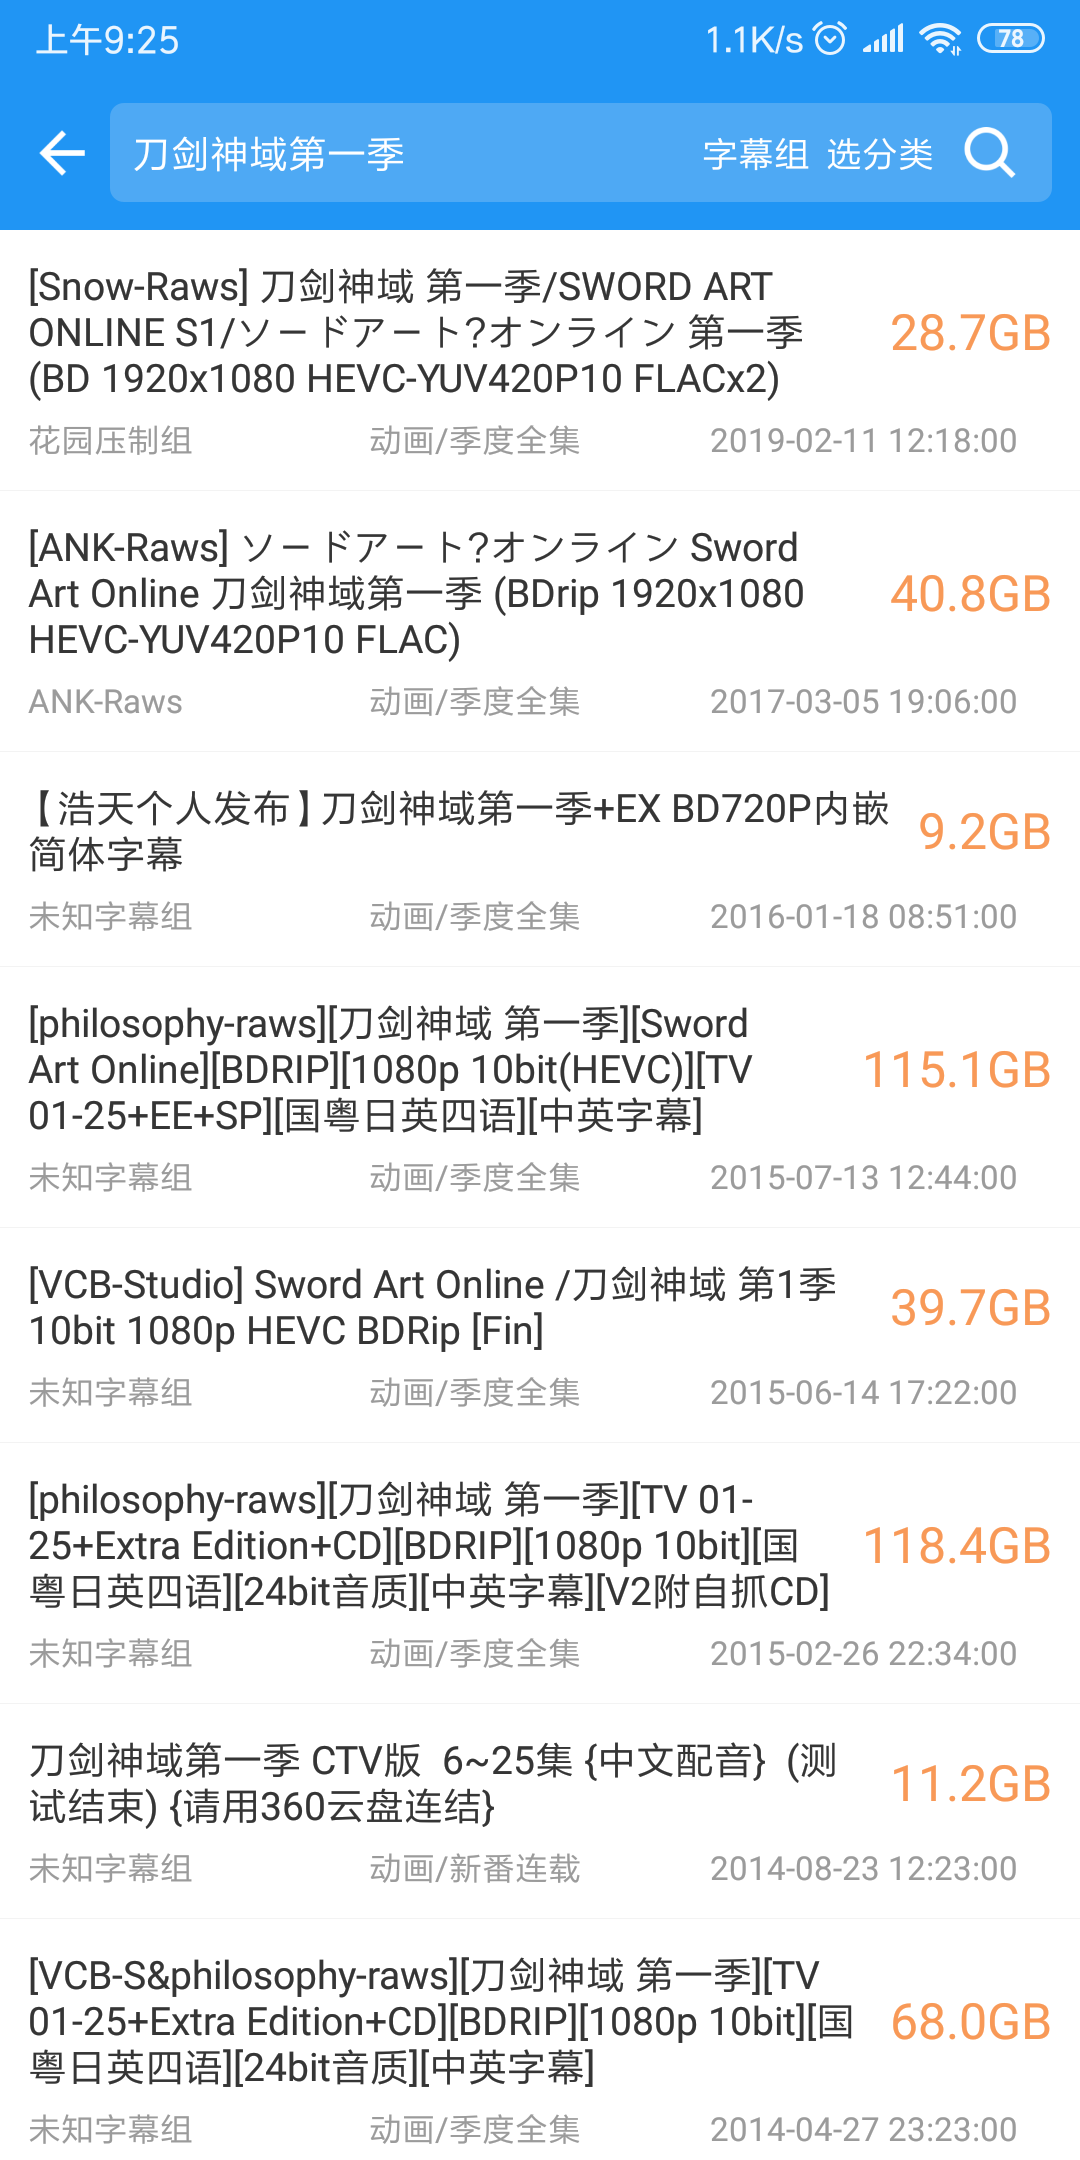 上午9:25 1.1K/s 78
刀剑神域第一季 字幕组 选分类
[Snow-Raws] 刀剑神域 第一季/SWORD ART
ONLINE S1/ソードアート?オンライン 第一季
(BD 1920x1080 HEVC-YUV420P10 FLACx2)
28.7GB
花园压制组 动画/季度全集 2019-02-11 12:18:00
[ANK-Raws] ソードアート?オンライン Sword
Art Online 刀剑神域第一季 (BDrip 1920x1080
HEVC-YUV420P10 FLAC)
40.8GB
ANK-Raws 动画/季度全集 2017-03-05 19:06:00
【浩天个人发布】刀剑神域第一季+EX BD720P内嵌
简体字幕
9.2GB
未知字幕组 动画/季度全集 2016-01-18 08:51:00
[philosophy-raws][刀剑神域 第一季][Sword
Art Online][BDRIP][1080p 10bit(HEVC)][TV
01-25+EE+SP][国粤日英四语][中英字幕]
115.1GB
未知字幕组 动画/季度全集 2015-07-13 12:44:00
[VCB-Studio] Sword Art Online /刀剑神域 第1季
10bit 1080p HEVC BDRip [Fin]
39.7GB
未知字幕组 动画/季度全集 2015-06-14 17:22:00
[philosophy-raws][刀剑神域 第一季][TV 01-
25+Extra Edition+CD][BDRIP][1080p 10bit][国
粤日英四语][24bit音质][中英字幕][V2附自抓CD]
118.4GB
未知字幕组 动画/季度全集 2015-02-26 22:34:00
刀剑神域第一季 CTV版  6~25集 {中文配音}  (测
试结束) {请用360云盘连结}
11.2GB
未知字幕组 动画/新番连载 2014-08-23 12:23:00
[VCB-S&philosophy-raws][刀剑神域 第一季][TV
01-25+Extra Edition+CD][BDRIP][1080p 10bit][国
粤日英四语][24bit音质][中英字幕]
68.0GB
未知字幕组 动画/季度全集 2014-04-27 23:23:00